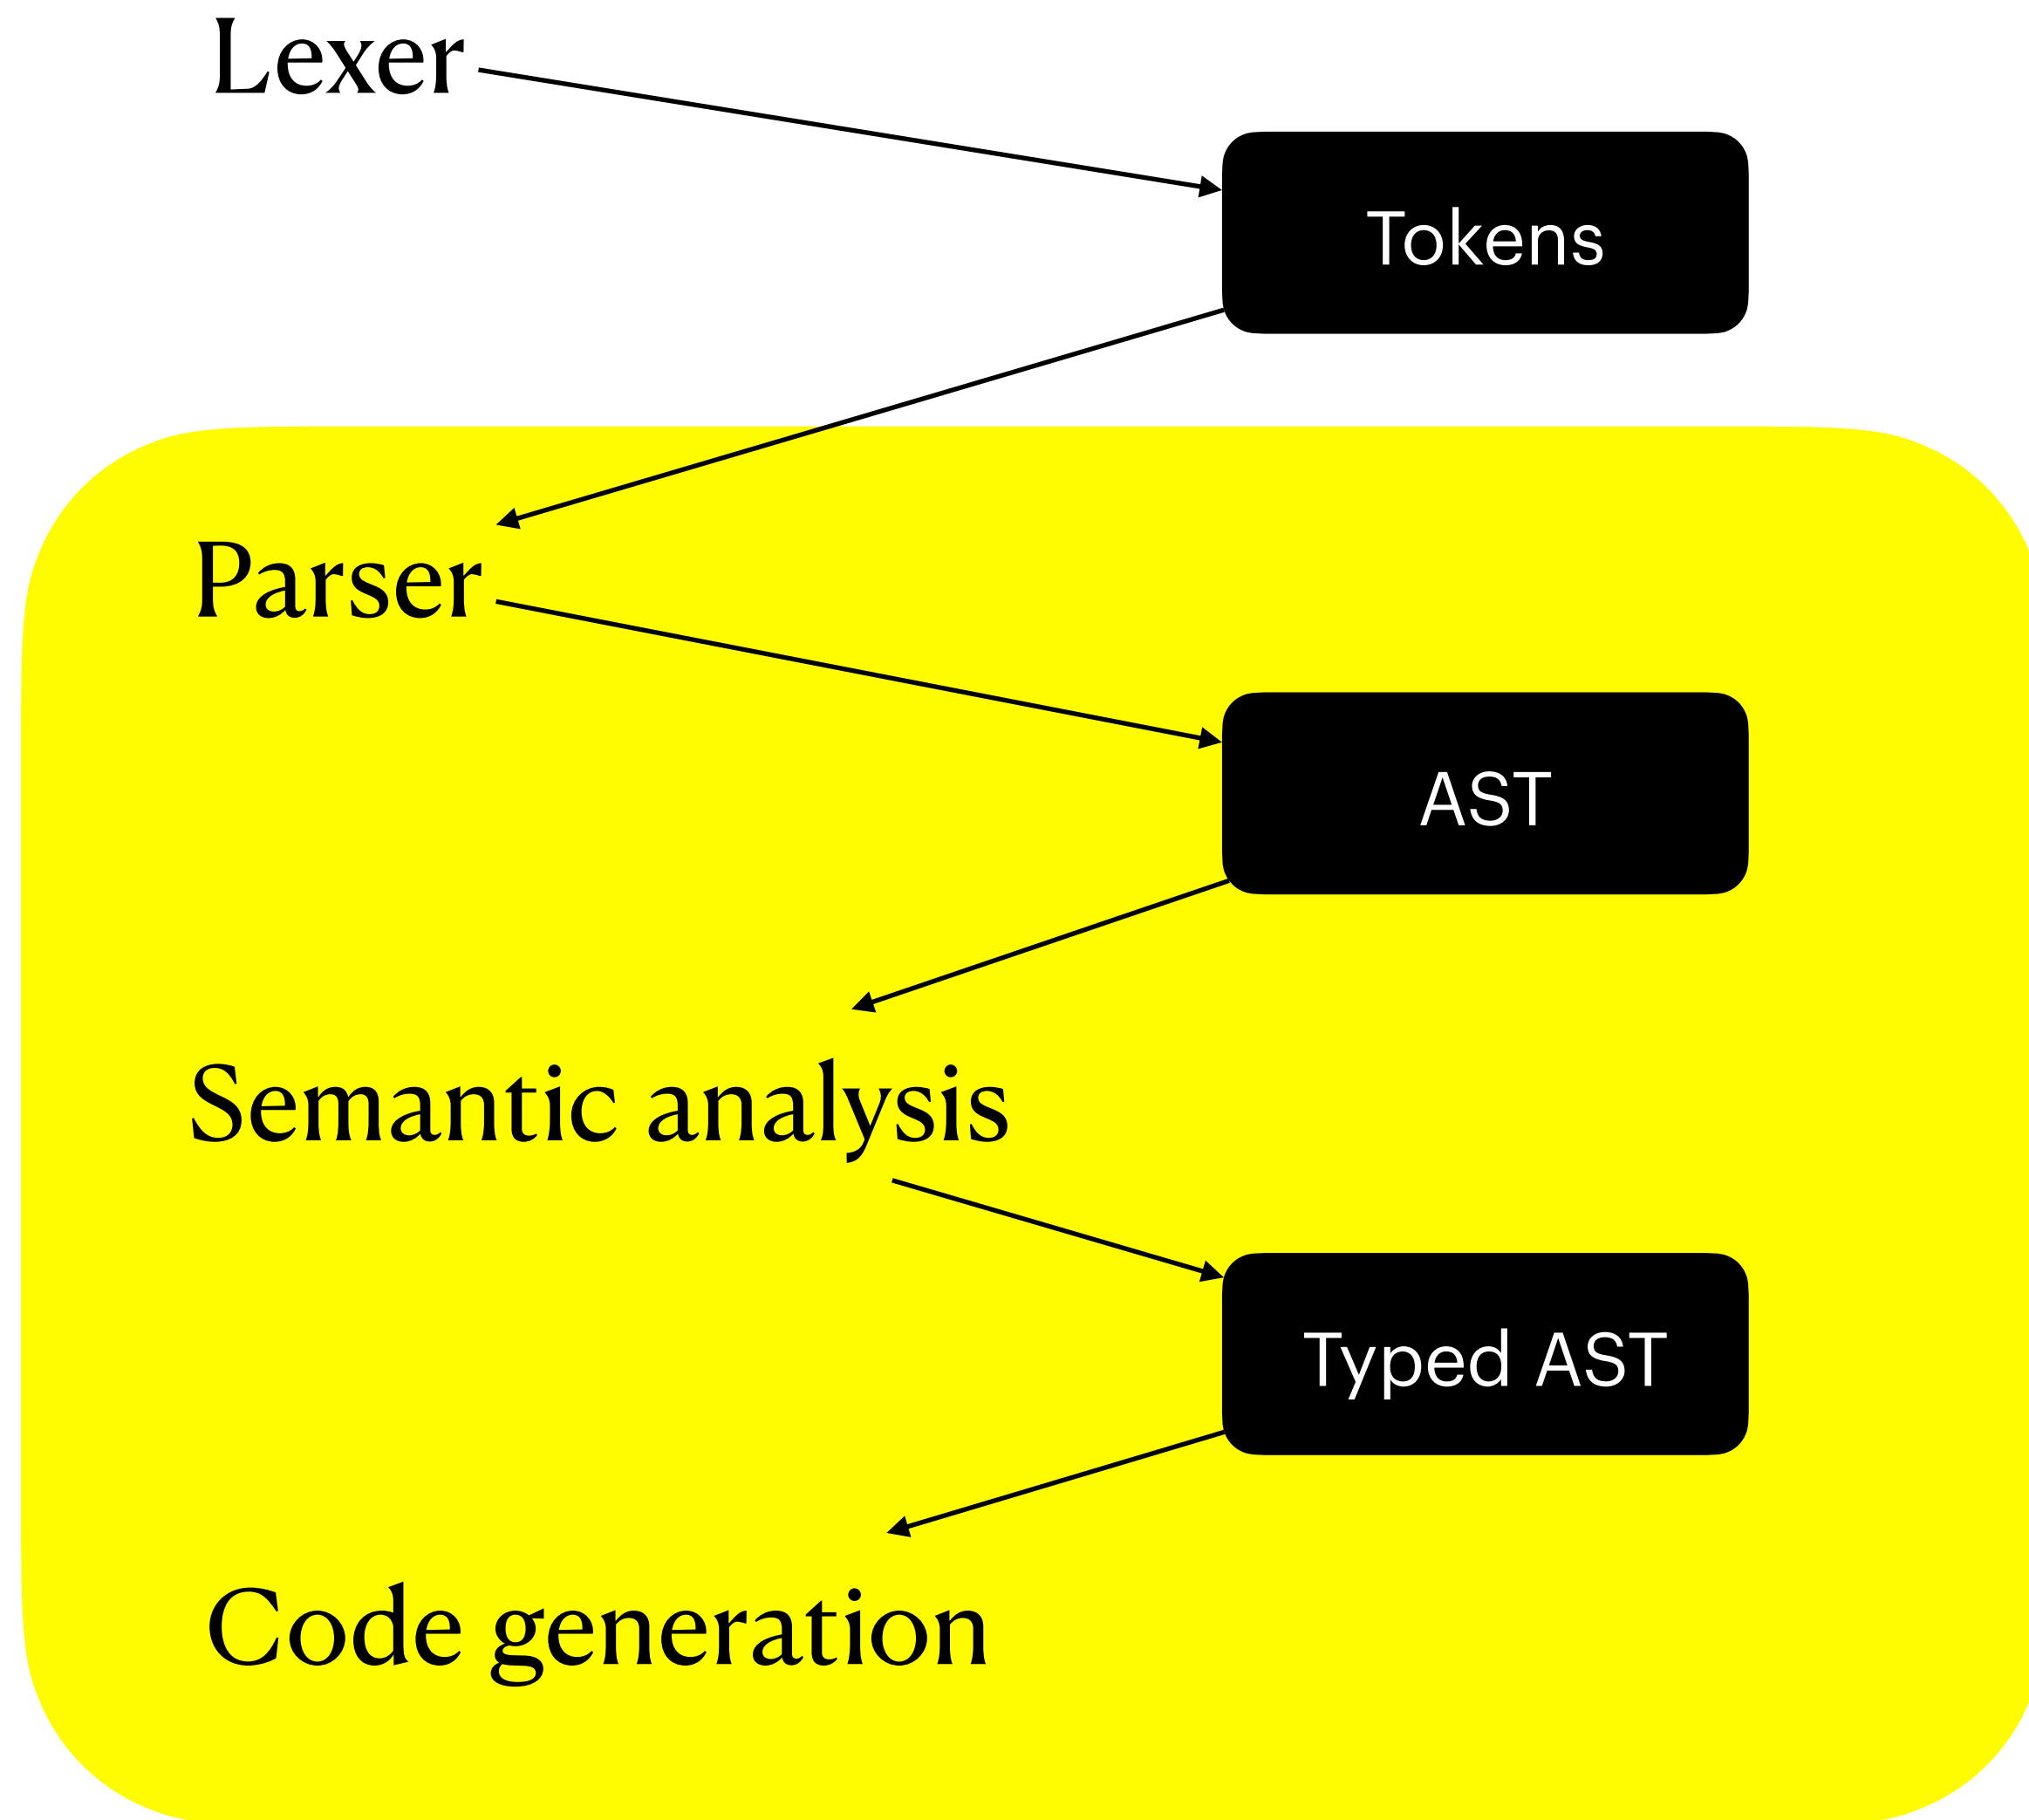 Lexer
Tokens
Parser
AST
Semantic analysis
Typed AST
Code generation